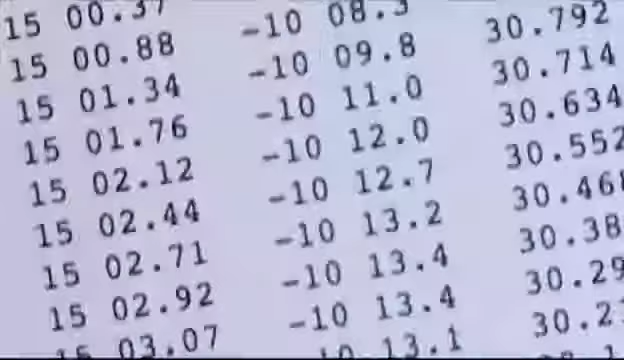 15 00.37
15 00.88 -10 08.3
15 01.34 -10 09.8 30.792
15 01.76 -10 11.0 30.714
15 02.12 -10 12.0 30.634
15 02.44 -10 12.7 30.552
15 02.71 -10 13.2 30.46
15 02.92 -10 13.4 30.38
15 03.07 -10 13.4 30.29
10 13.1 30.2